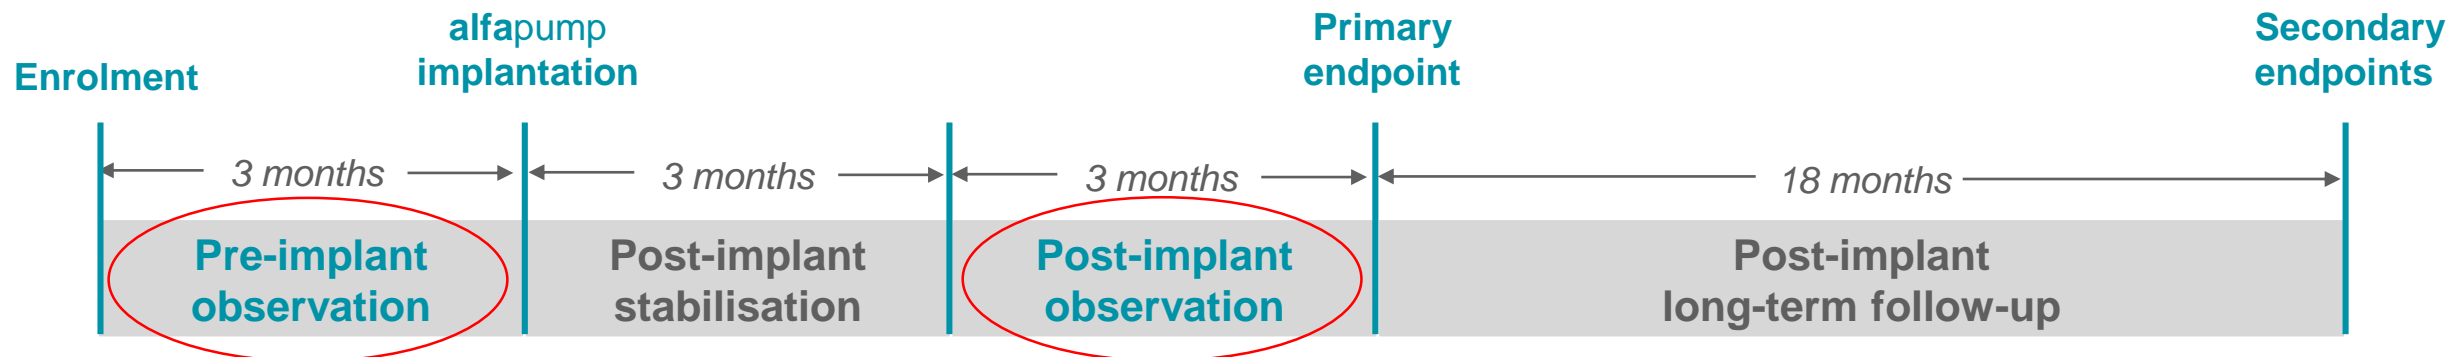 Enrolment
alfapump
implantation
Primary
endpoint
Secondary
endpoints
3 months
3 months
3 months
18 months
Pre-implant
observation
Post-implant
stabilisation
Post-implant
observation
Post-implant
long-term follow-up